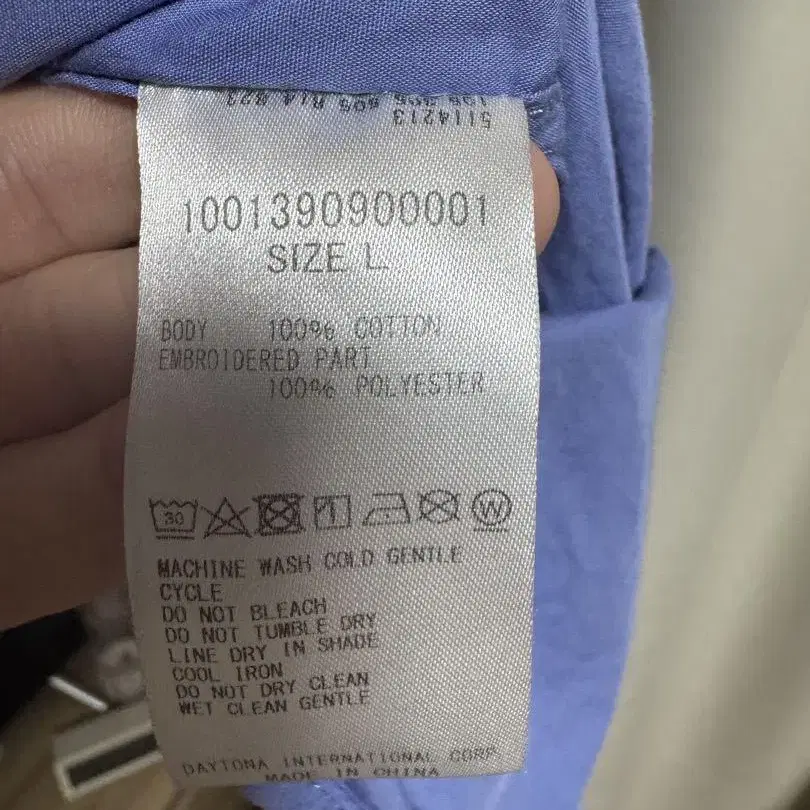 5114213
1001390900001
SIZE L
BODY 100% COTTON
EMBROIDERED PART
100% POLYESTER
30
W
MACHINE WASH COLD GENTLE
CYCLE
DO NOT BLEACH
DO NOT TUMBLE DRY
LINE DRY IN SHADE
COOL IRON
DO NOT DRY CLEAN
WET CLEAN GENTLE
DAYTONA INTERNATIONAL CORP
MADE IN CHINA